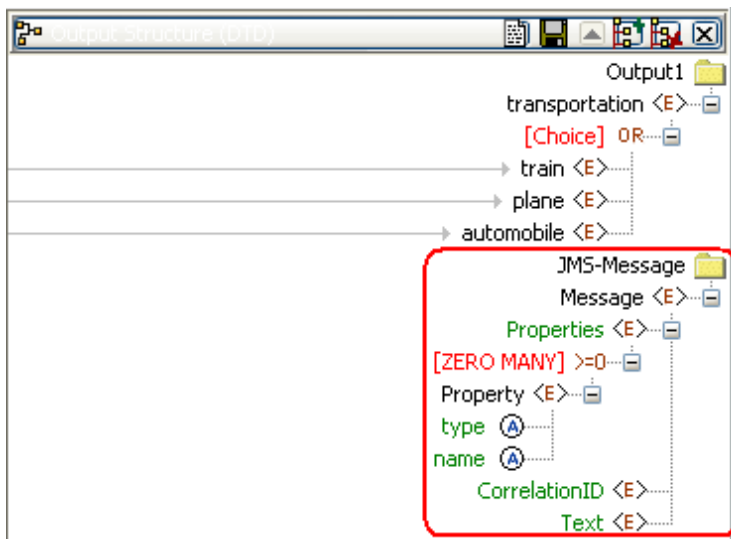 Output Structure (DTD)
Output1
transportation <E>
[Choice] OR
train <E>
plane <E>
automobile <E>
JMS-Message
Message <E>
Properties <E>
[ZERO MANY] >=0
Property <E>
type A
name A
CorrelationID <E>
Text <E>